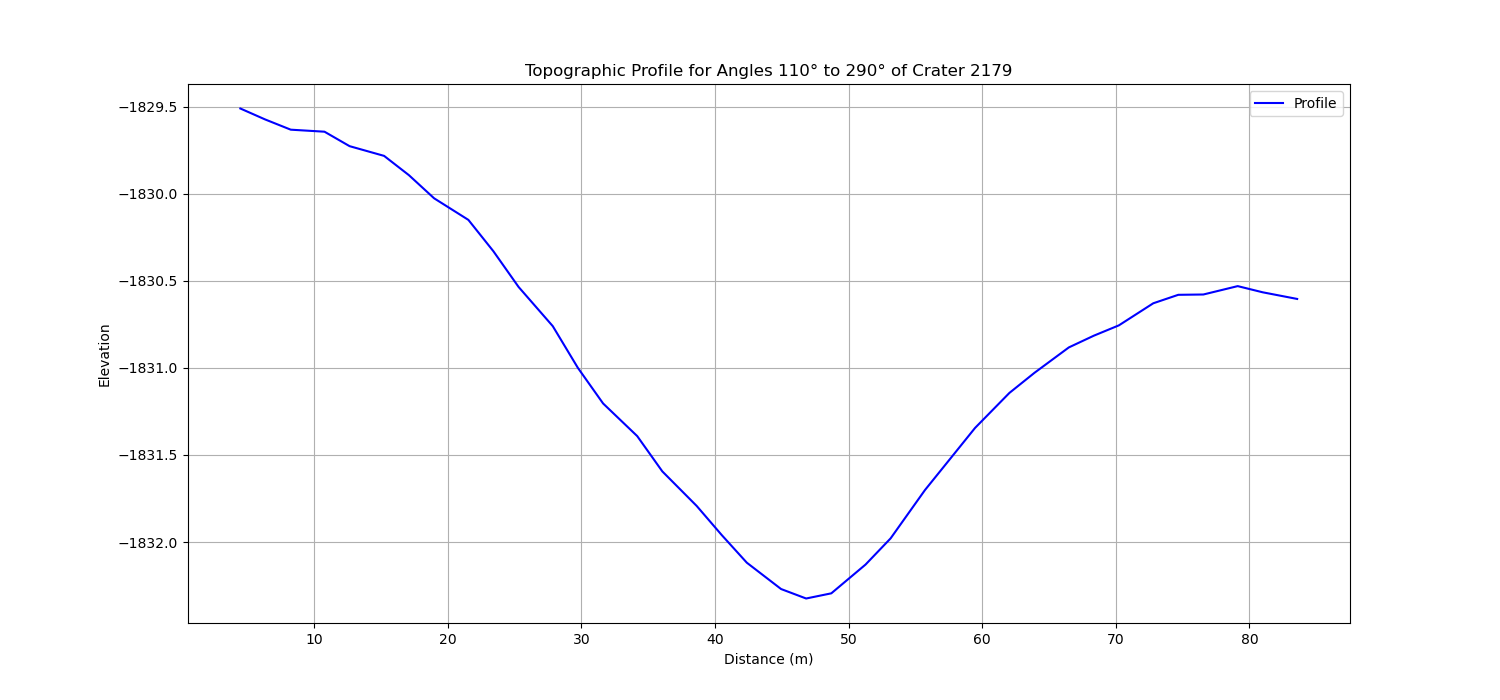 Topographic Profile for Angles 110° to 290° of Crater 2179
Profile
−1829.5
−1830.0
−1830.5
−1831.0
−1831.5
−1832.0
Elevation
10 20 30 40 50 60 70 80
Distance (m)